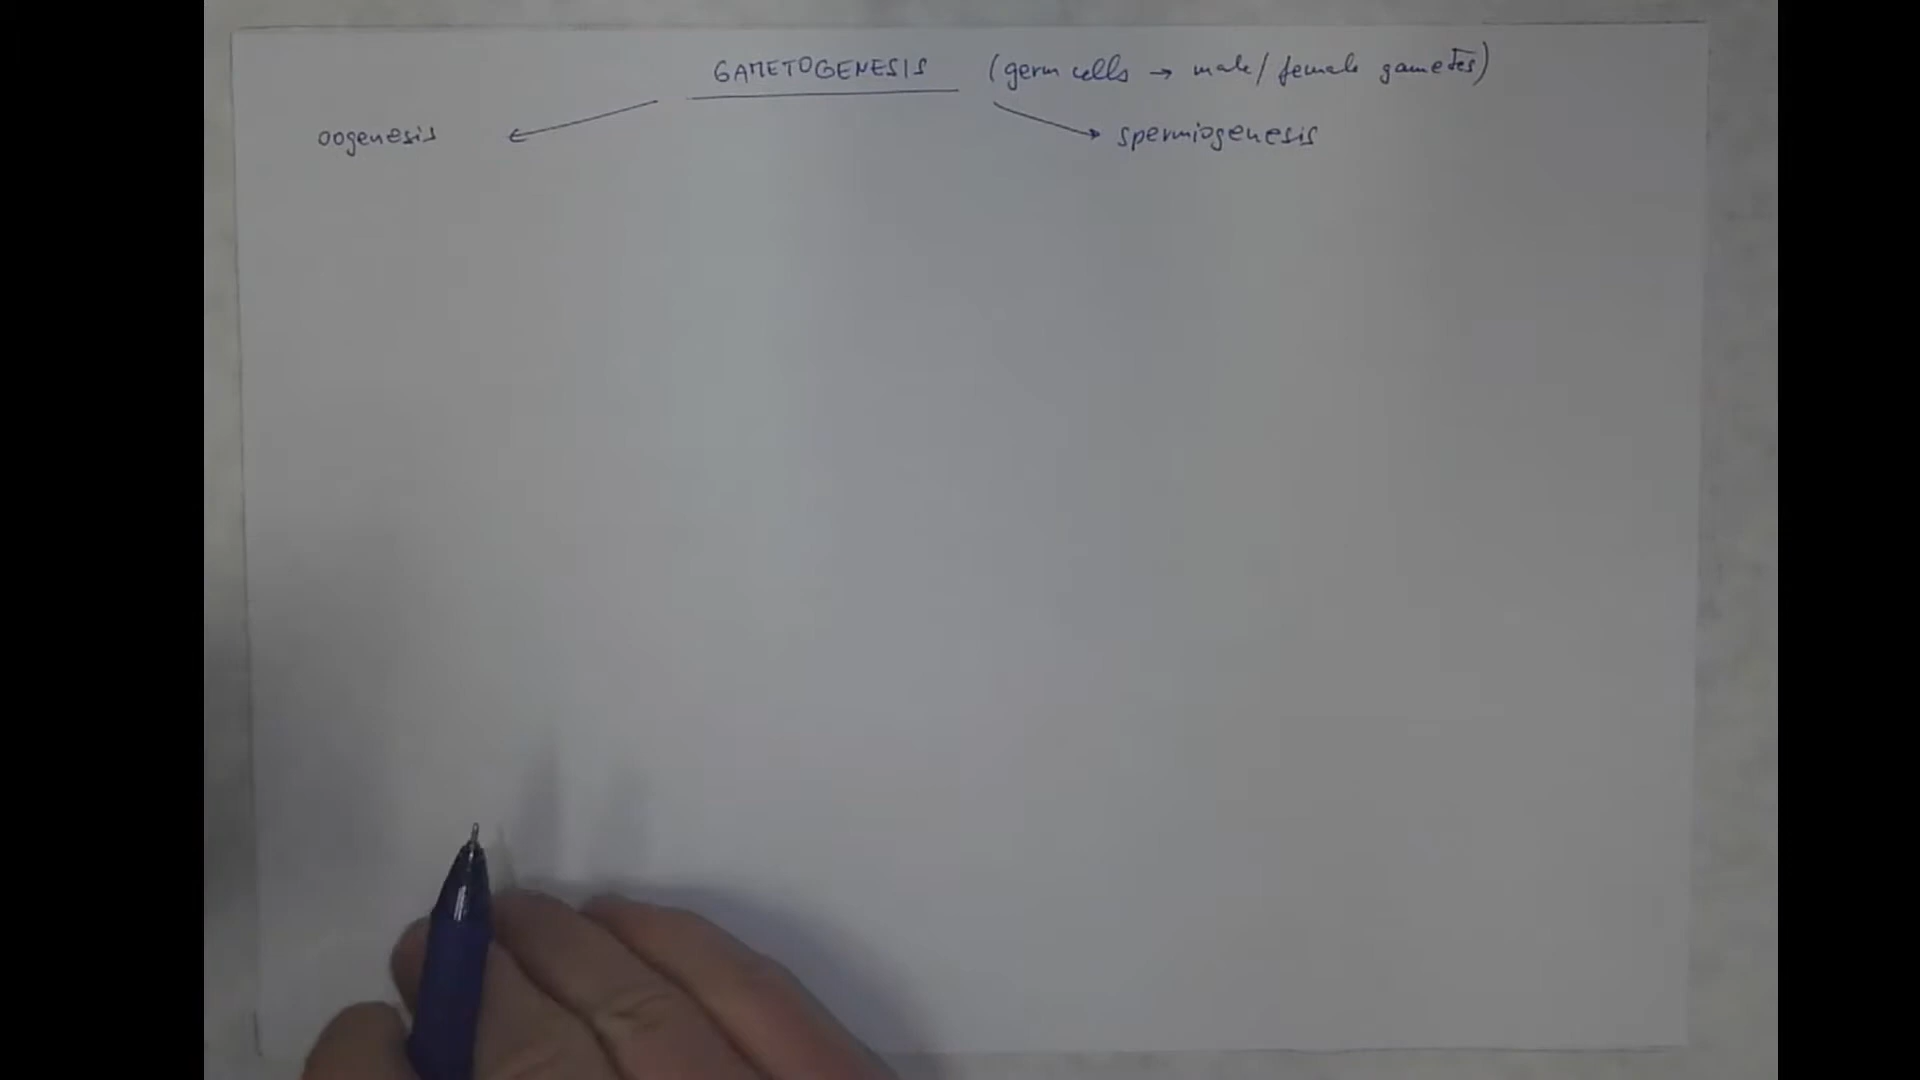 GAMETOGENESIS (germ cells → male/female gametes)
oogenesis ← → spermiogenesis